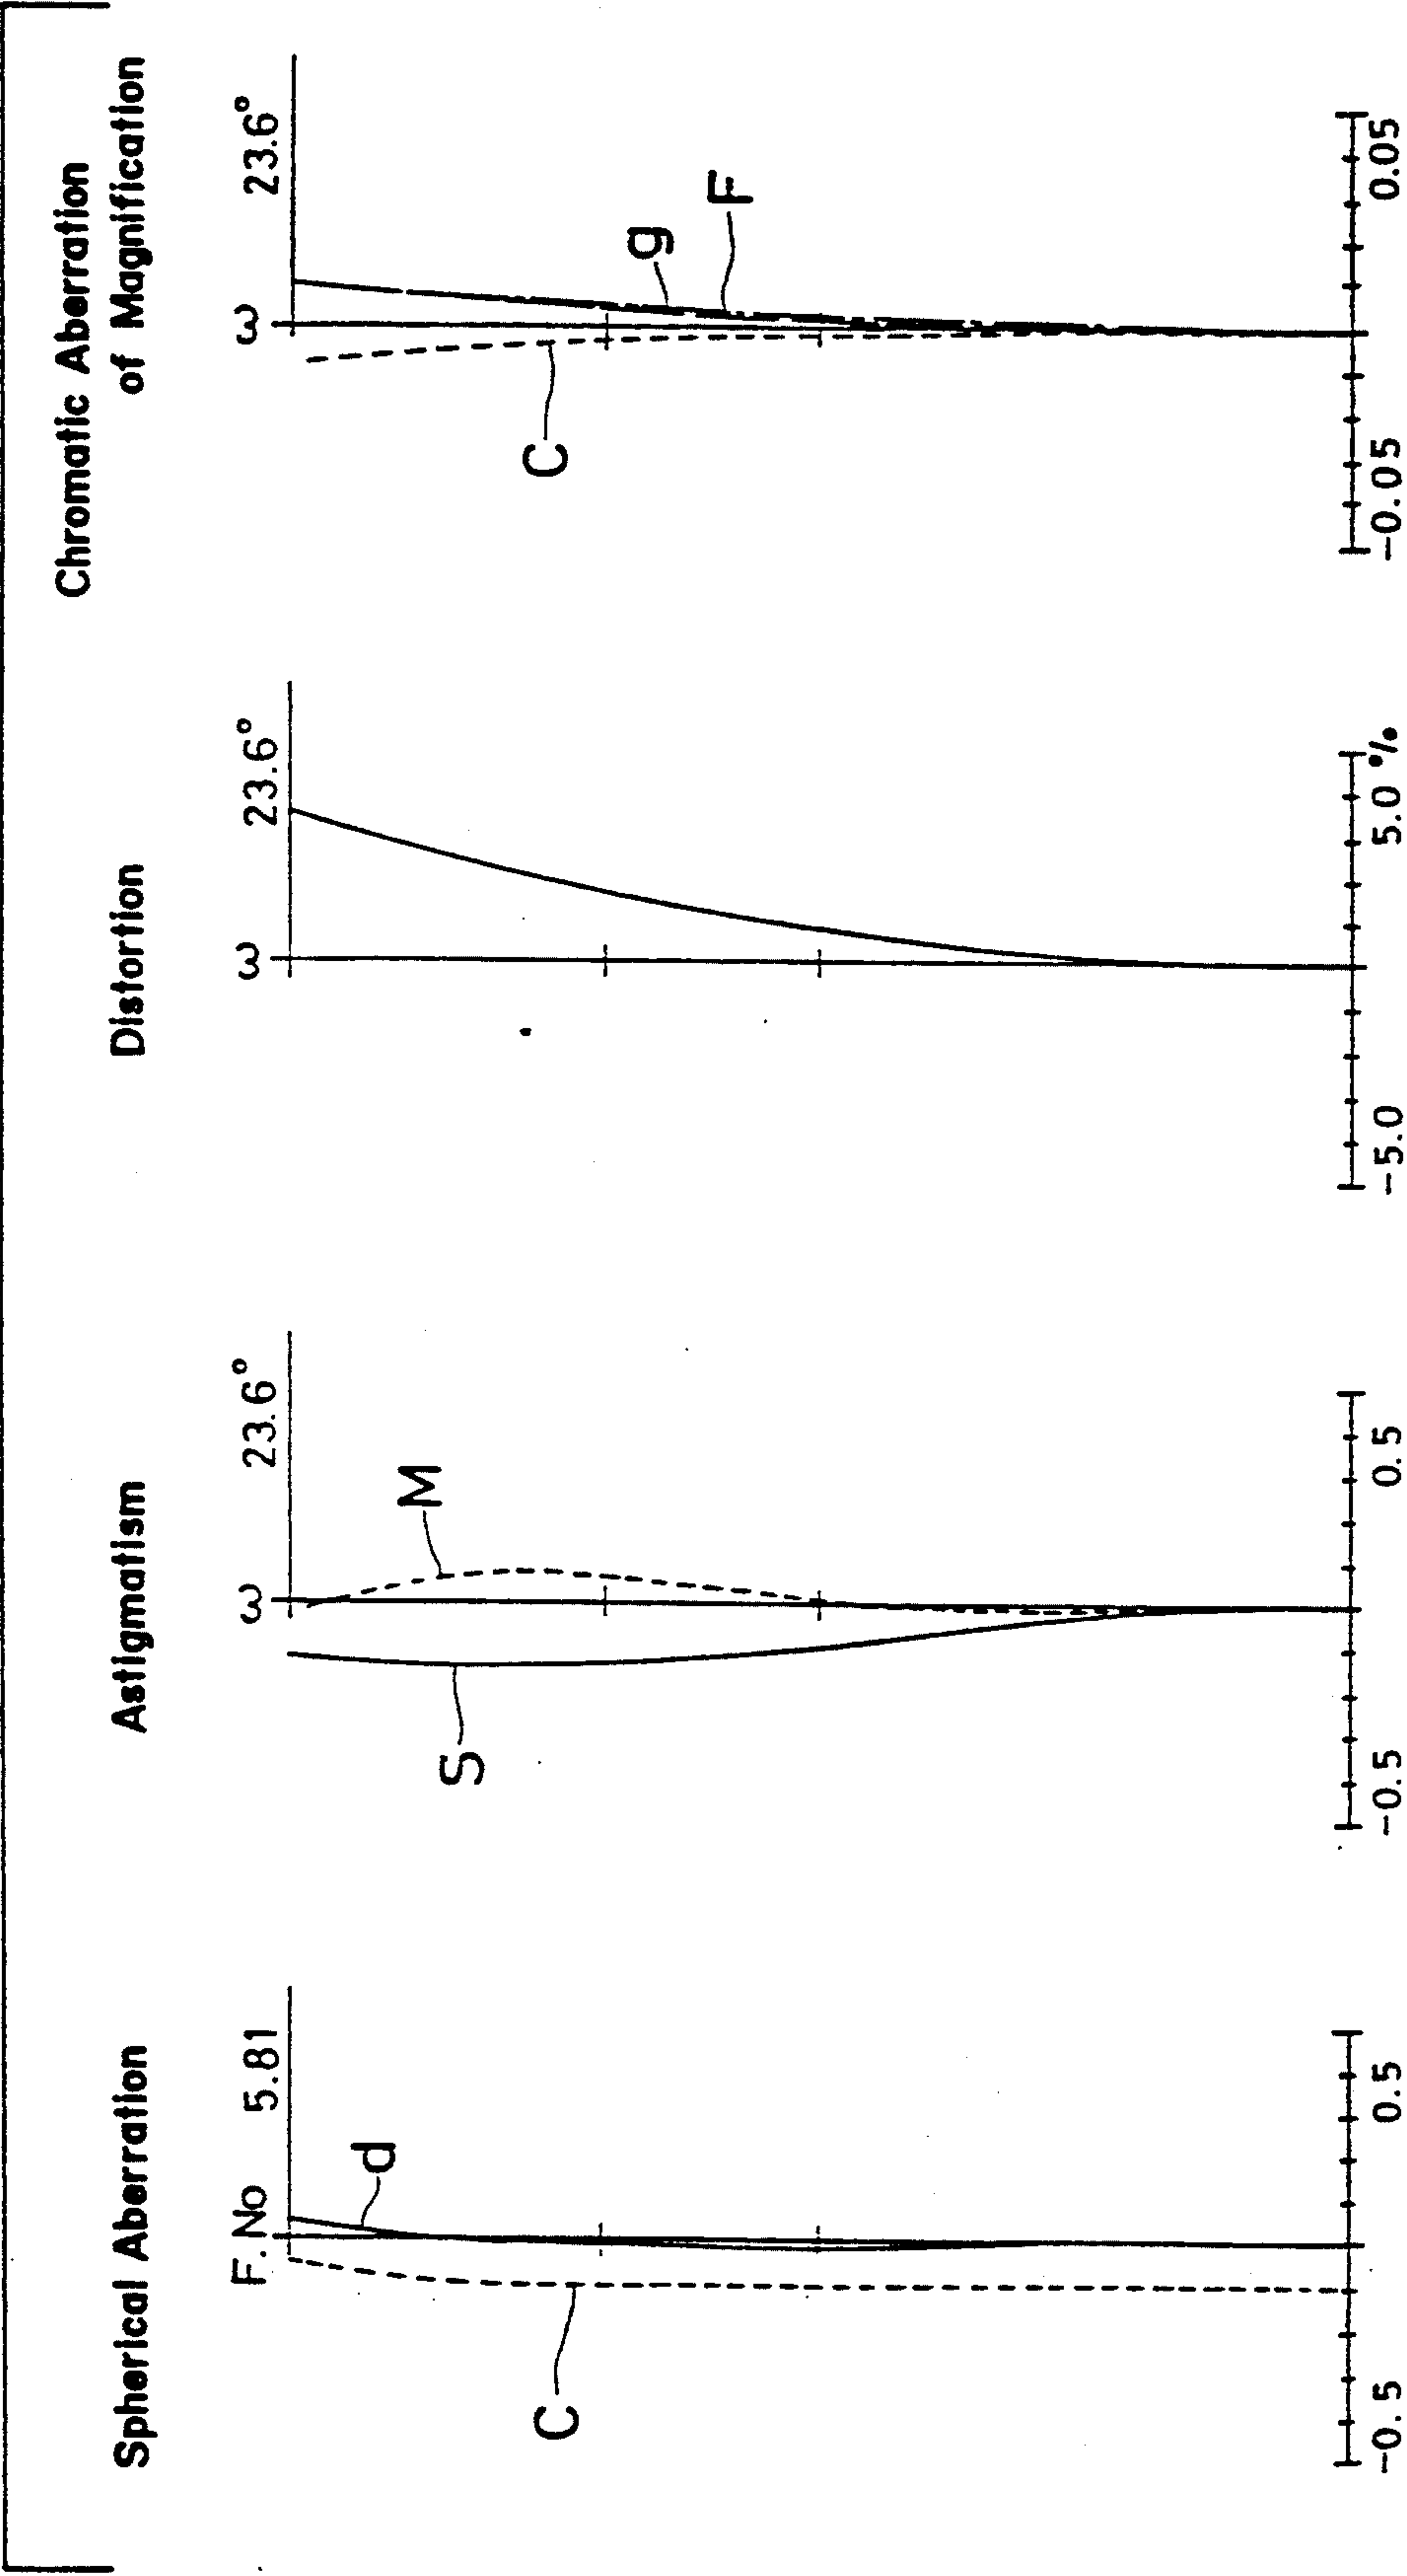 Spherical Aberration
F. No 5.81
d
C
-0.5 0.5
Astigmatism
ω 23.6°
M
S
-0.5 0.5
Distortion
ω 23.6°
-5.0 5.0 %
Chromatic Aberration
of Magnification
ω 23.6°
g
F
C
-0.05 0.05